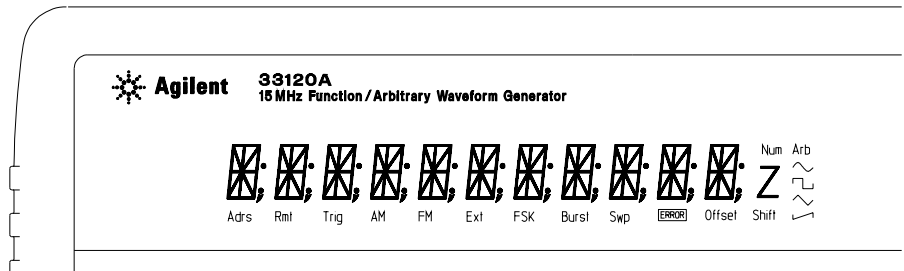 Agilent
33120A
15 MHz Function / Arbitrary Waveform Generator
Num Arb
Z
Adrs Rmt Trig AM FM Ext FSK Burst Swp ERROR Offset Shift